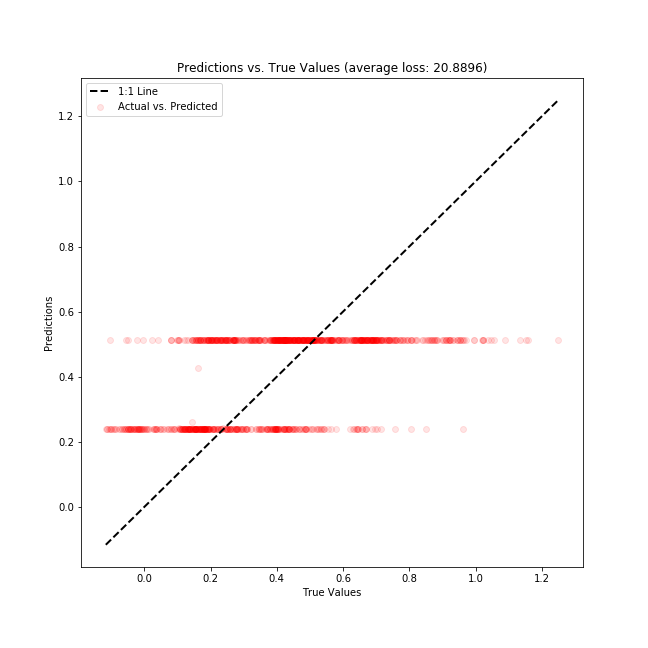 Predictions vs. True Values (average loss: 20.8896)
1:1 Line
Actual vs. Predicted
1.2
1.0
0.8
0.6
0.4
0.2
0.0
Predictions
0.0 0.2 0.4 0.6 0.8 1.0 1.2
True Values